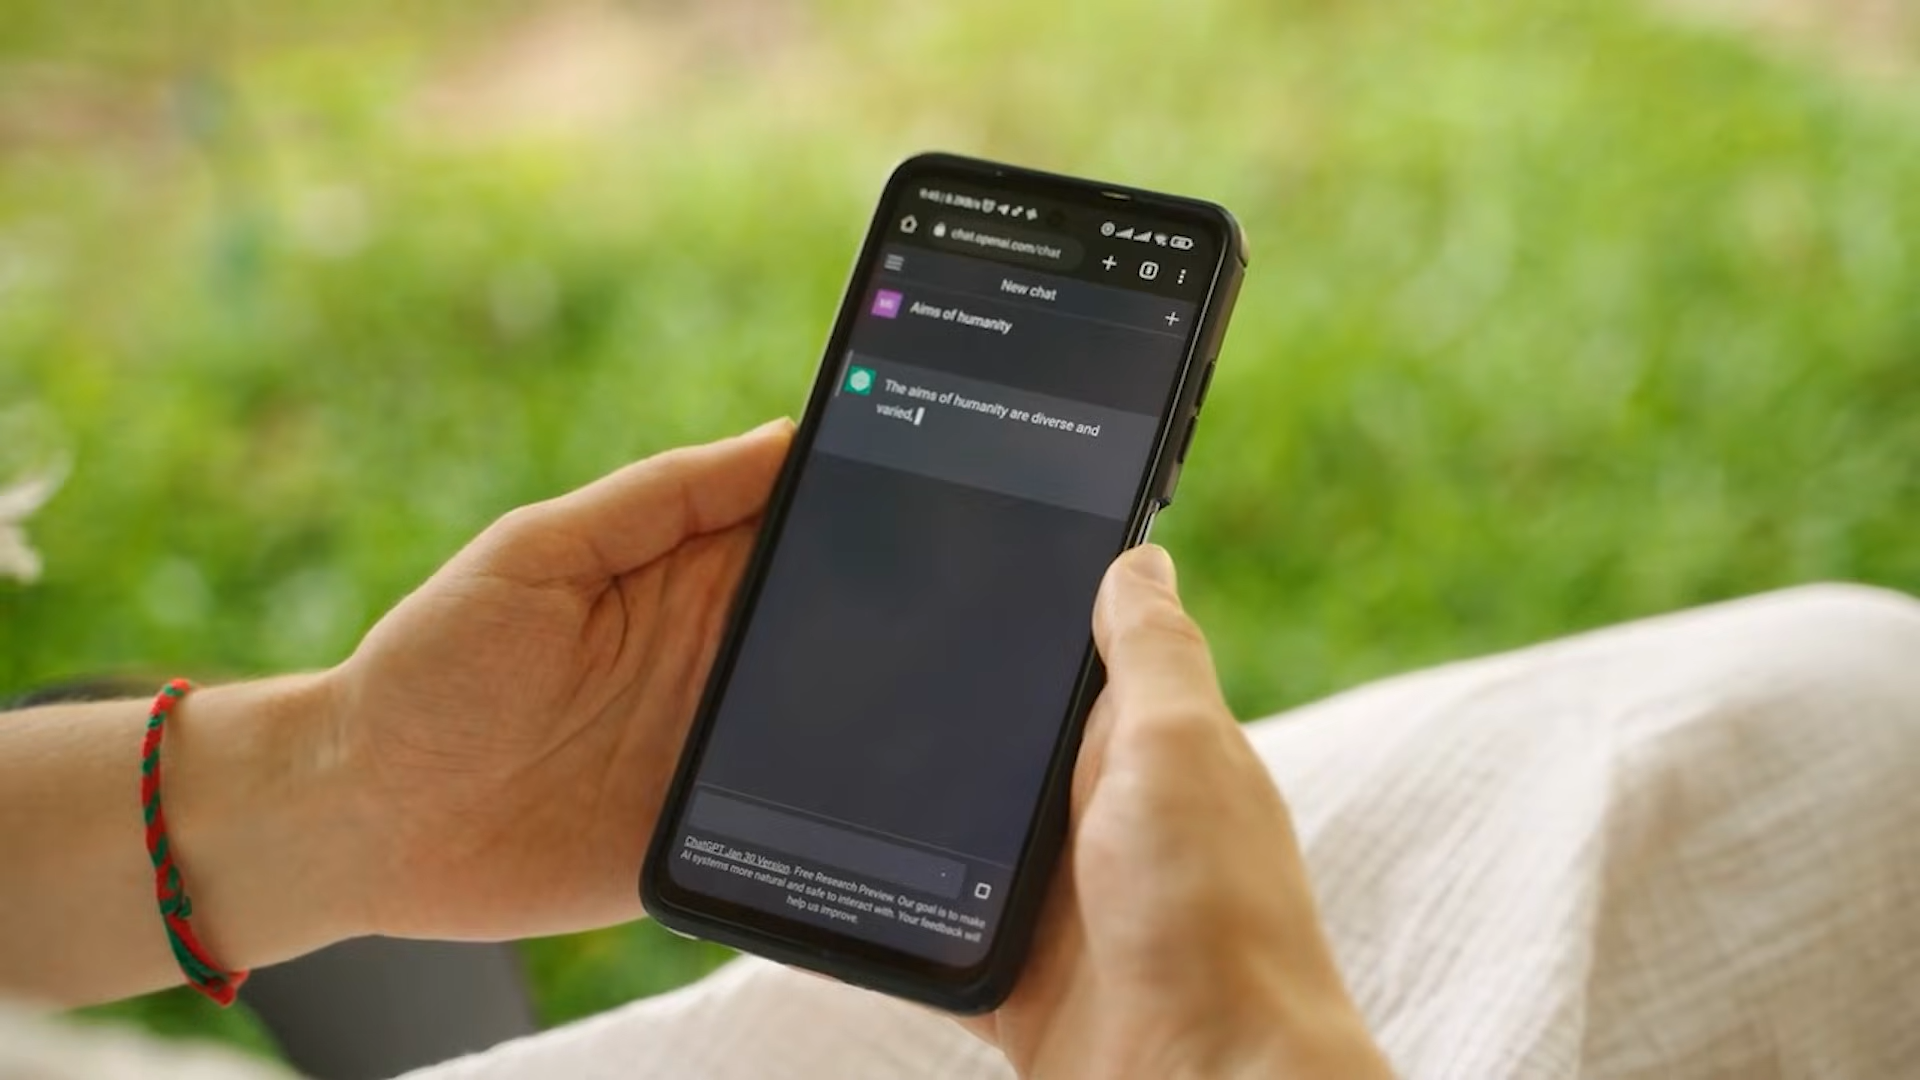 chat.openai.com/chat
New chat
Aims of humanity
The aims of humanity are diverse and
varied,
ChatGPT Jan 30 Version. Free Research Preview. Our goal is to make
AI systems more natural and safe to interact with. Your feedback will
help us improve.